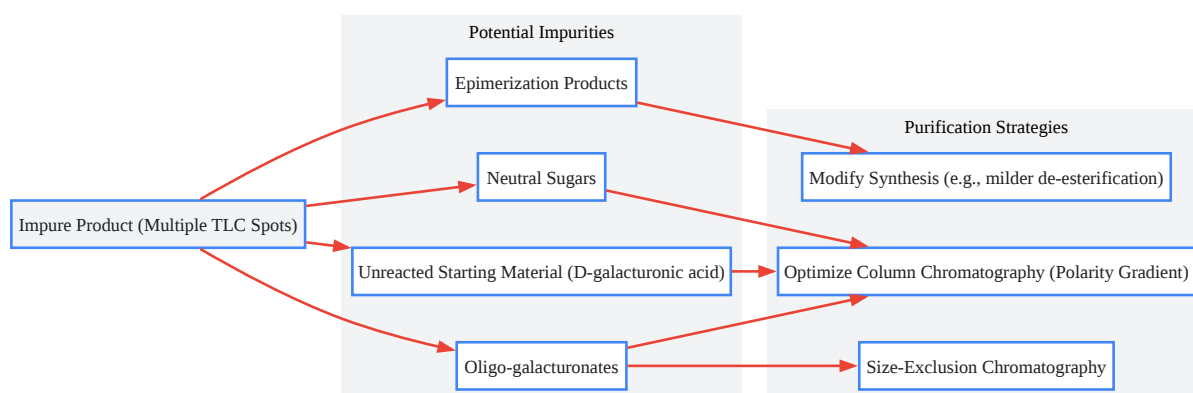 Potential Impurities
Epimerization Products
Purification Strategies
Neutral Sugars
Modify Synthesis (e.g., milder de-esterification)
Impure Product (Multiple TLC Spots)
Unreacted Starting Material (D-galacturonic acid)
Optimize Column Chromatography (Polarity Gradient)
Oligo-galacturonates
Size-Exclusion Chromatography